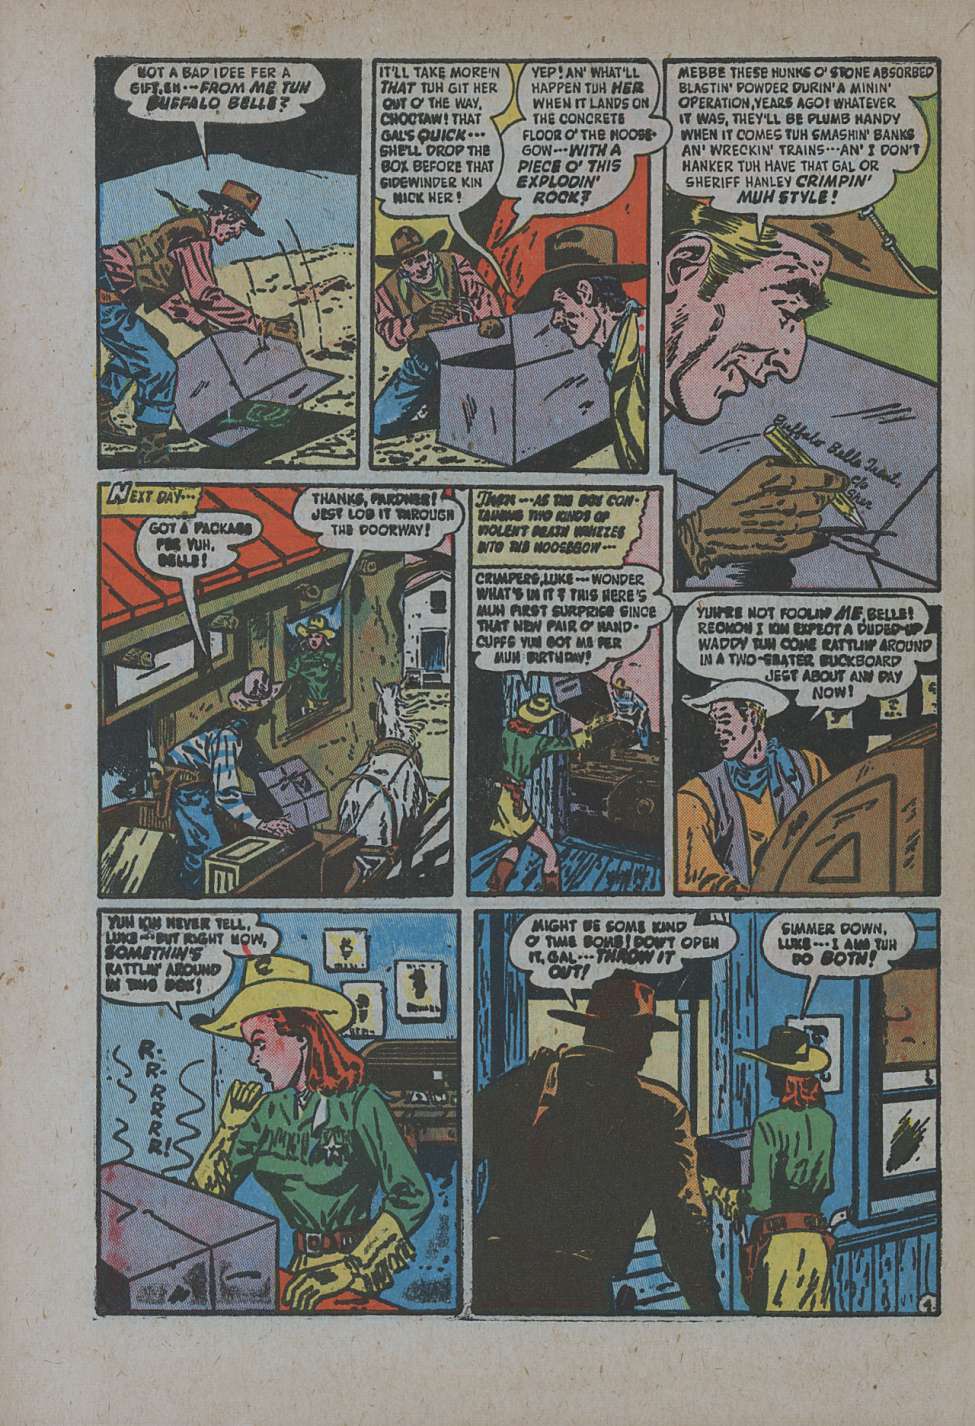 NOT A BAD IDEE FER A
GIFT, EH--FROM ME TUH
BUFFALO BELLE?
IT'LL TAKE MORE'N
THAT TUH GIT HER
OUT O' THE WAY,
CHOCTAW! THAT
GAL'S QUICK---
SHE'LL DROP THE
BOX BEFORE THAT
SIDEWINDER KIN
NICK HER!
YEP! AN' WHAT'LL
HAPPEN TUH HER
WHEN IT LANDS ON
THE CONCRETE
FLOOR O' THE HOOSE-
GOW---WITH A
PIECE O' THIS
EXPLODIN'
ROCK?
MEBBE THESE HUNKS O' STONE ABSORBED
BLASTIN' POWDER DURIN' A MININ'
OPERATION, YEARS AGO! WHATEVER
IT WAS, THEY'LL BE PLUMB HANDY
WHEN IT COMES TUH SMASHIN' BANKS
AN' WRECKIN' TRAINS---AN' I DON'T
HANKER TUH HAVE THAT GAL OR
SHERIFF HANLEY CRIMPIN'
MUH STYLE!
Buffalo Belle Trent,
c/o
Sher
NEXT DAY---
GOT A PACKAGE
FER YUH,
BELLE!
THANKS, PARDNER!
JEST LOB IT THROUGH
THE DOORWAY!
THEN---AS THE BOX CON-
TAINING TWO KINDS OF
VIOLENT DEATH WHIZZES
INTO THE HOOSEGOW---
CRIMPERS, LUKE---WONDER
WHAT'S IN IT? THIS HERE'S
MUH FIRST SURPRISE SINCE
THAT NEW PAIR O' HAND-
CUFFS YUH GOT ME FER
MUH BIRTHDAY!
YUH'RE NOT FOOLIN' ME, BELLE!
RECKON I KIN EXPECT A DUDED-UP
WADDY TUH COME RATTLIN' AROUND
IN A TWO-SEATER BUCKBOARD
JEST ABOUT ANY DAY
NOW!
YUH KIN NEVER TELL,
LUKE---BUT RIGHT NOW,
SOMETHIN'S
RATTLIN' AROUND
IN THIS BOX!
R-
R-R-
RRRR
R!
MIGHT BE SOME KIND
O' TIME BOMB! DON'T OPEN
IT, GAL---THROW IT
OUT!
SIMMER DOWN,
LUKE---I AIM TUH
DO BOTH!
4